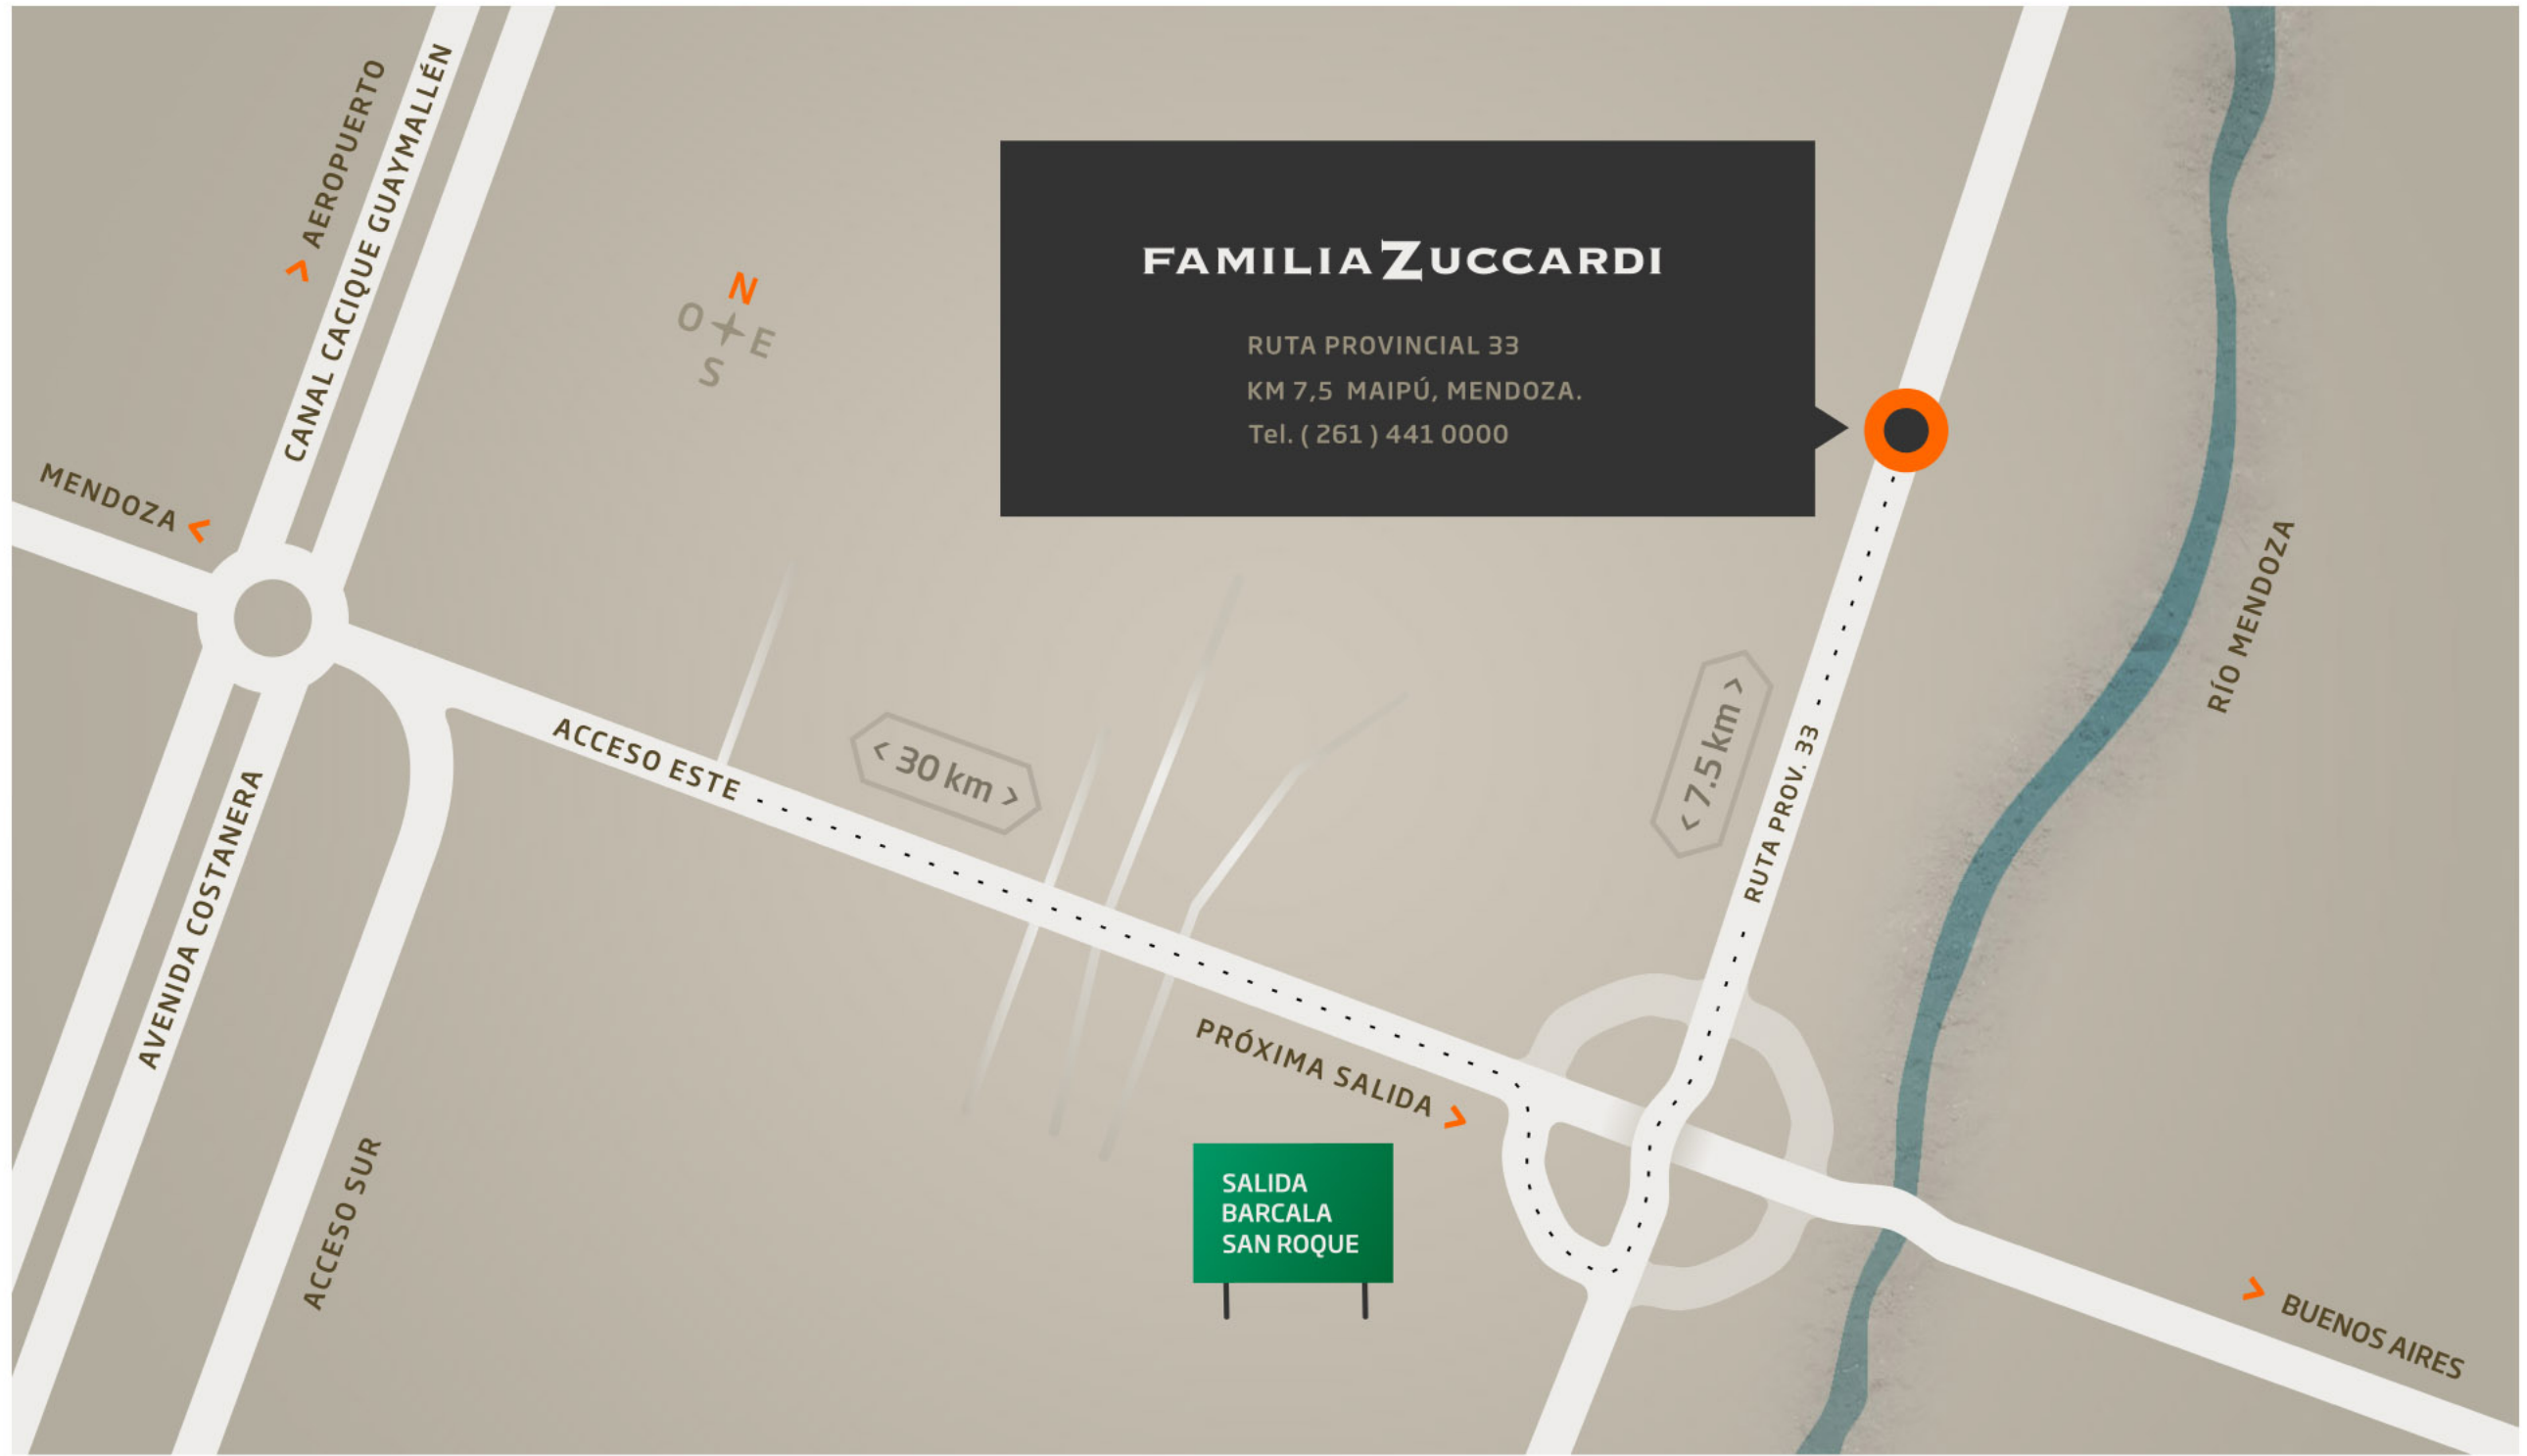 AEROPUERTO
CANAL CACIQUE GUAYMALLÉN
MENDOZA
N
O E
S
FAMILIA ZUCCARDI
RUTA PROVINCIAL 33
KM 7,5 MAIPÚ, MENDOZA.
Tel. ( 261 ) 441 0000
RÍO MENDOZA
ACCESO ESTE
< 30 km >
< 7.5 km >
RUTA PROV. 33
AVENIDA COSTANERA
ACCESO SUR
PRÓXIMA SALIDA
SALIDA
BARCALA
SAN ROQUE
BUENOS AIRES